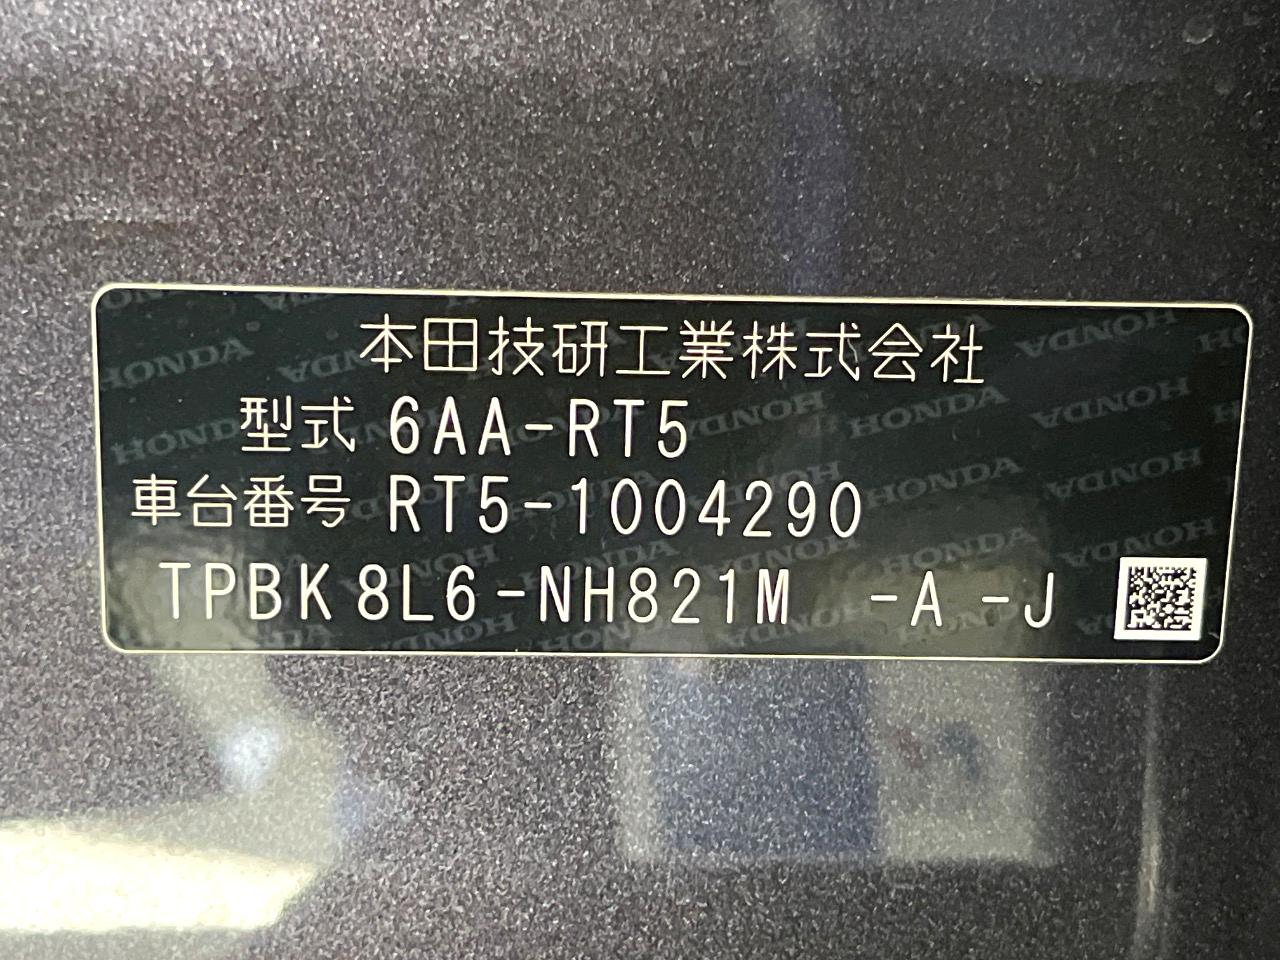 本田技研工業株式会社
型式 6AA-RT5
車台番号 RT5-1004290
TPBK8L6-NH821M -A -J